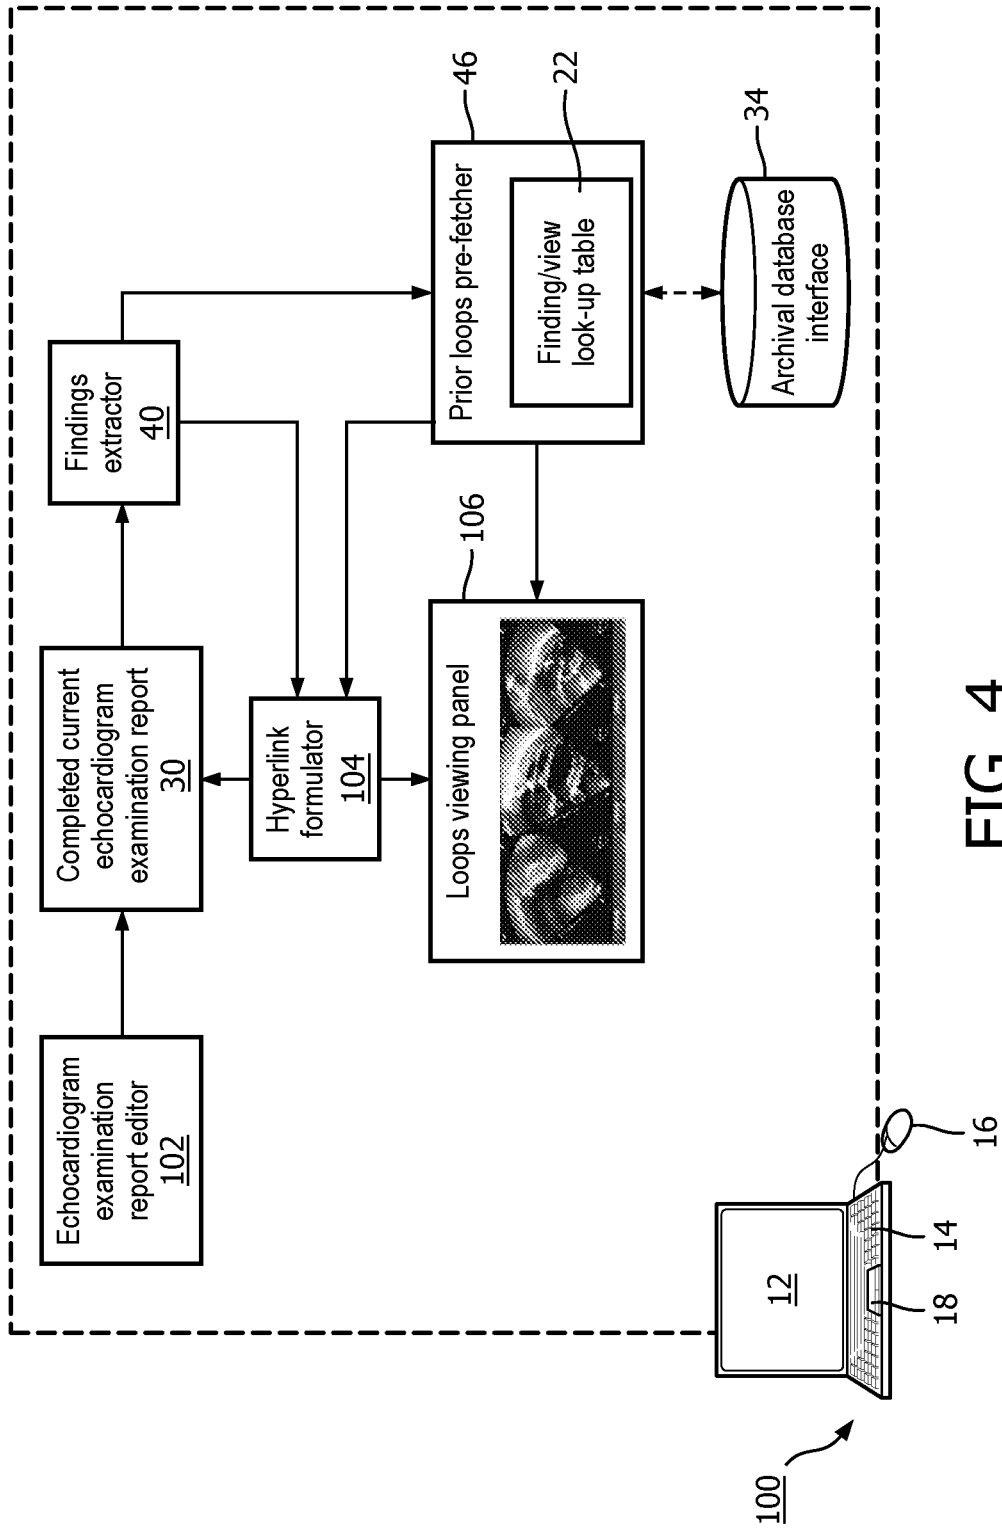 Echocardiogram
examination
report editor
102
Completed current
echocardiogram
examination report
30
Findings
extractor
40
Hyperlink
formulator
104
Loops viewing panel
106
Prior loops pre-fetcher
46
Finding/view
look-up table
22
Archival database
interface
34
12
14
16
18
100
FIG. 4